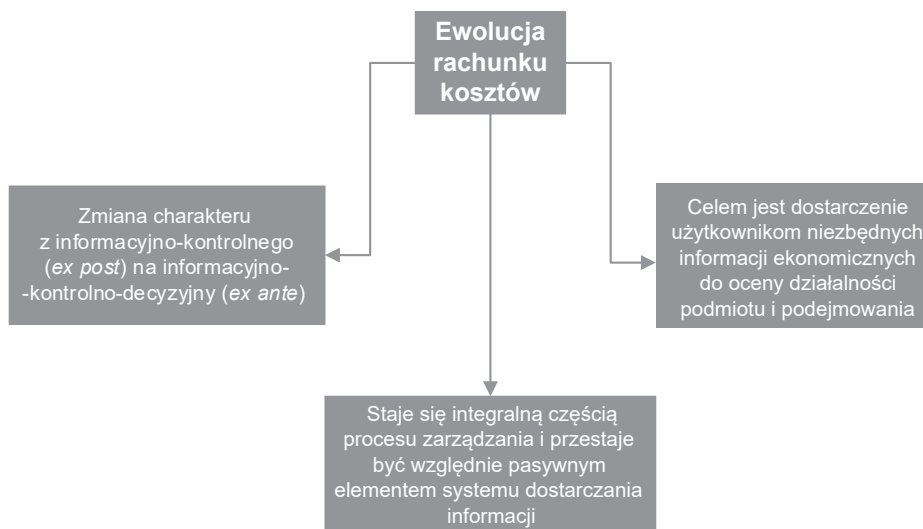 Ewolucja
rachunku
kosztów
Zmiana charakteru
z informacyjno-kontrolnego
(ex post) na informacyjno-
-kontrolno-decyzyjny (ex ante)
Celem jest dostarczenie
użytkownikom niezbędnych
informacji ekonomicznych
do oceny działalności
podmiotu i podejmowania
Staje się integralną częścią
procesu zarządzania i przestaje
być względnie pasywnym
elementem systemu dostarczania
informacji